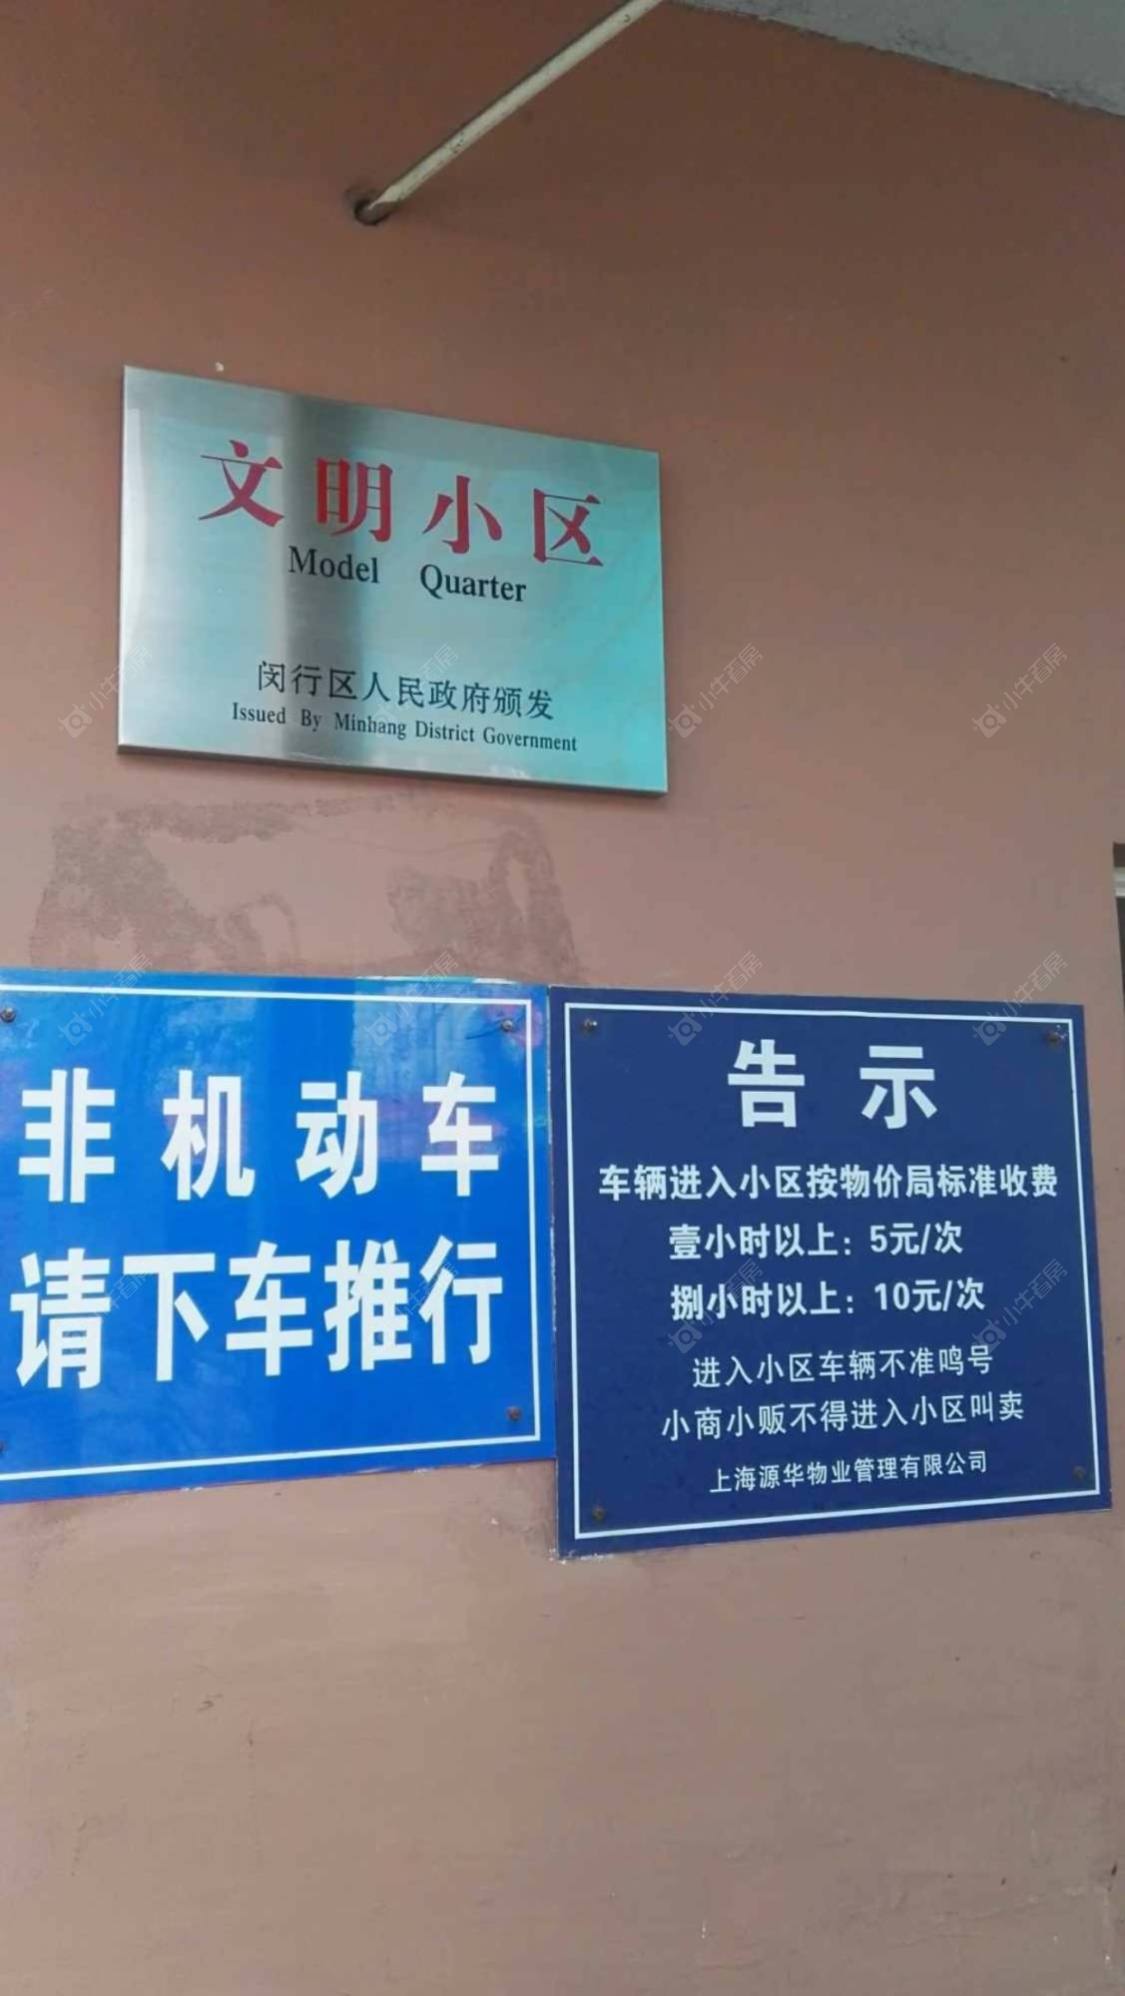 文明小区
Model Quarter
闵行区人民政府颁发
Issued By Minhang District Government
非机动车
请下车推行
告示
车辆进入小区按物价局标准收费
壹小时以上：5元/次
捌小时以上：10元/次
进入小区车辆不准鸣号
小商小贩不得进入小区叫卖
上海源华物业管理有限公司
小牛看房